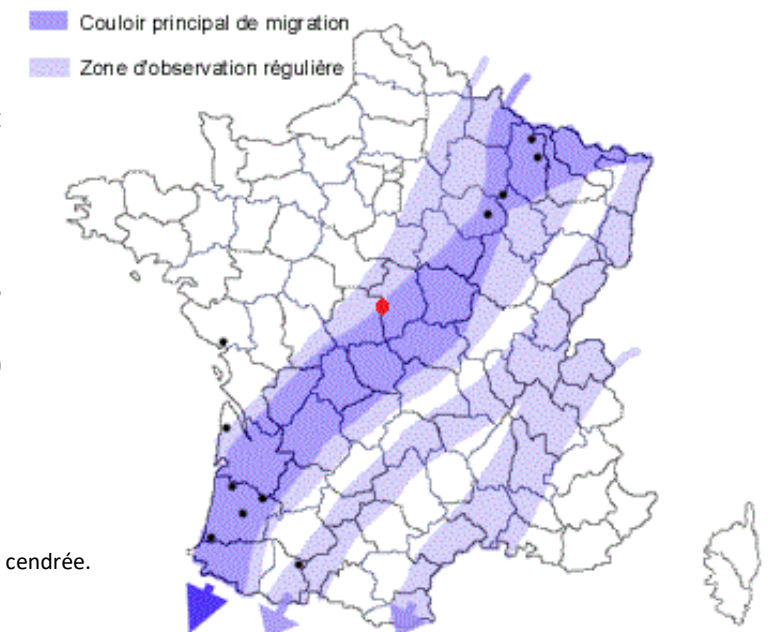 Couloir principal de migration
Zone d'observation régulière
cendrée.